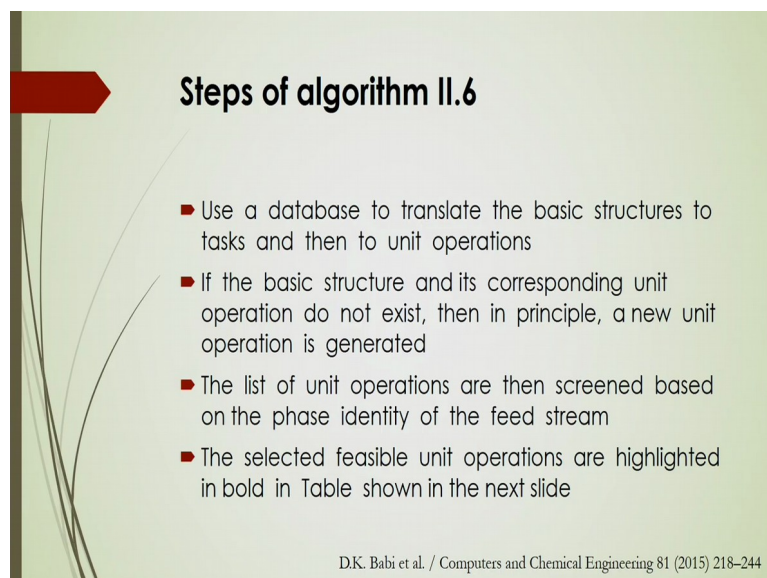 Steps of algorithm II.6
Use a database to translate the basic structures to
tasks and then to unit operations
If the basic structure and its corresponding unit
operation do not exist, then in principle, a new unit
operation is generated
The list of unit operations are then screened based
on the phase identity of the feed stream
The selected feasible unit operations are highlighted
in bold in Table shown in the next slide
D.K. Babi et al. / Computers and Chemical Engineering 81 (2015) 218–244